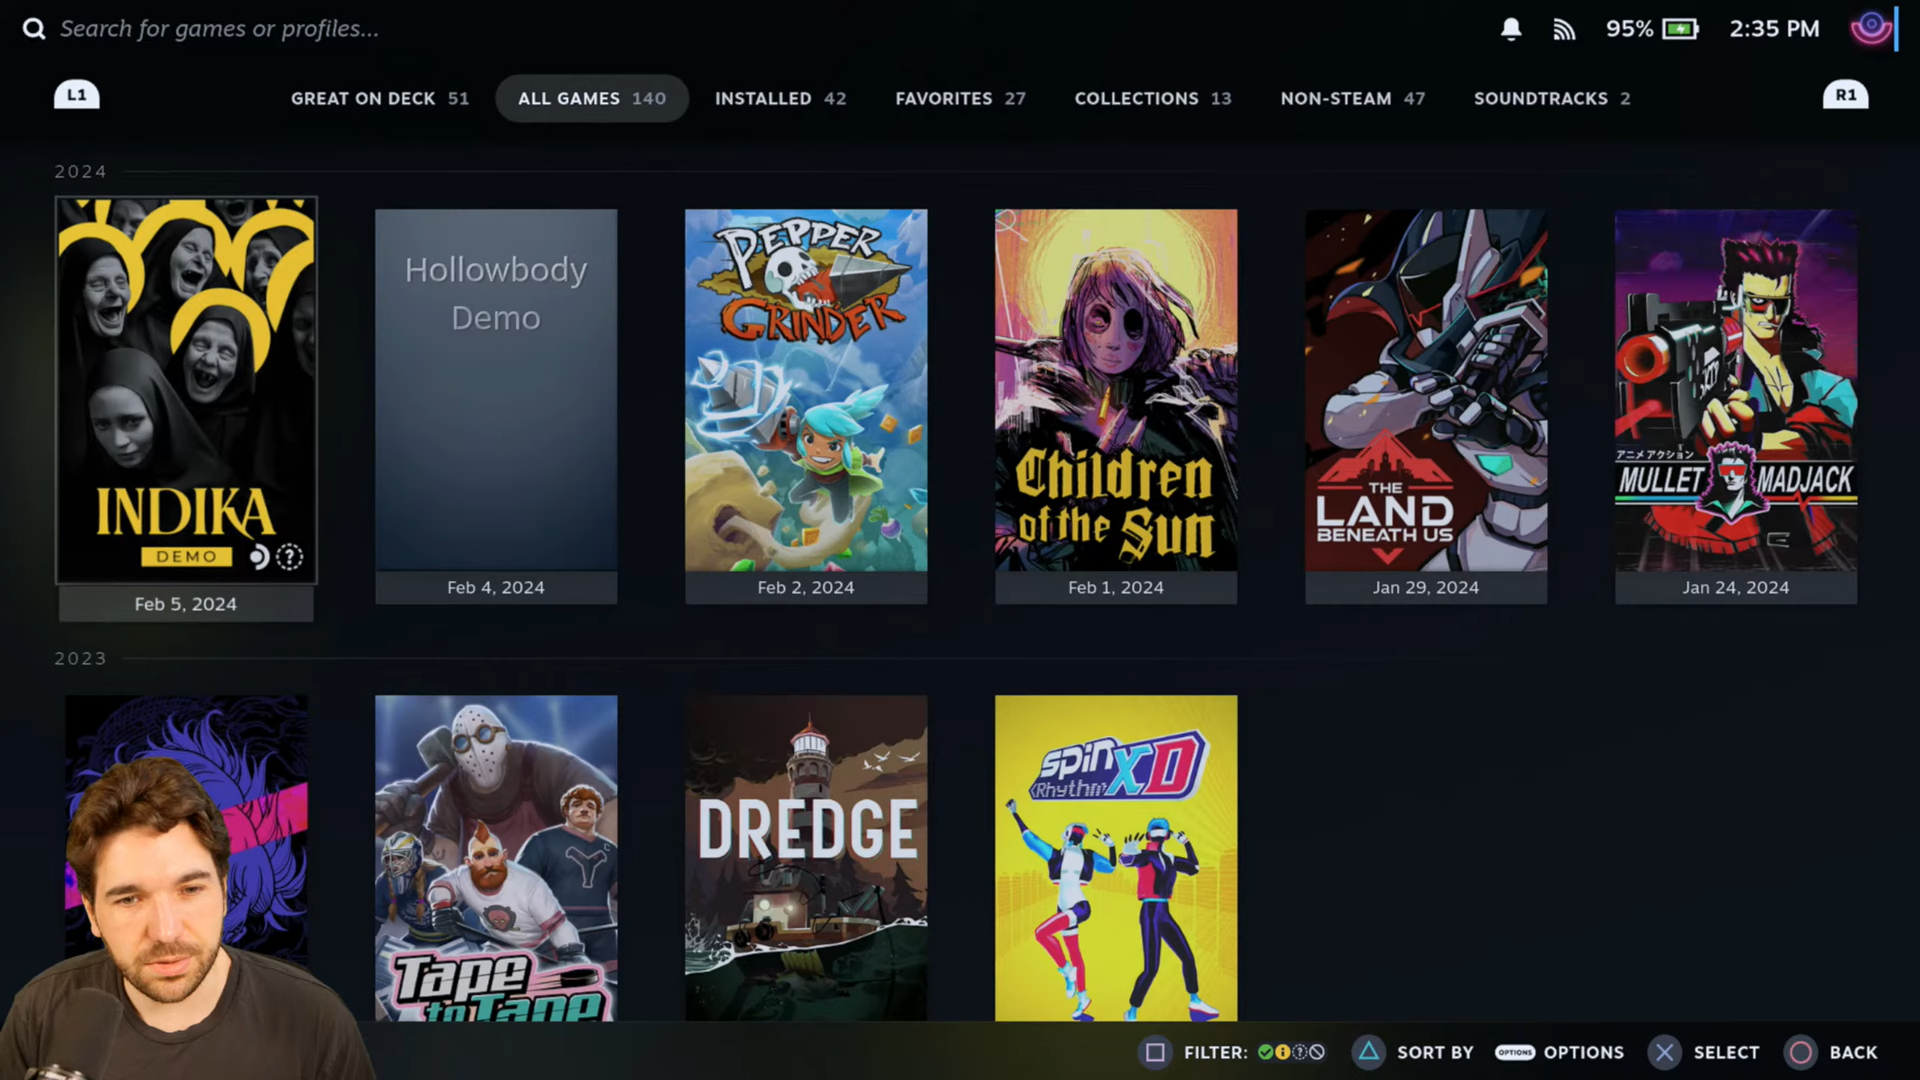 Search for games or profiles...
95%
2:35 PM
L1
GREAT ON DECK 51
ALL GAMES 140
INSTALLED 42
FAVORITES 27
COLLECTIONS 13
NON-STEAM 47
SOUNDTRACKS 2
R1
2024
INDIKA
DEMO
Feb 5, 2024
Hollowbody
Demo
Feb 4, 2024
PEPPER
GRINDER
Feb 2, 2024
Children
of the Sun
Feb 1, 2024
THE
LAND
BENEATH US
Jan 29, 2024
アニメアクション
MULLET MADJACK
Jan 24, 2024
2023
Tape
to Tape
DREDGE
Spin
Rhythm XD
FILTER:
SORT BY
OPTIONS OPTIONS
SELECT
BACK